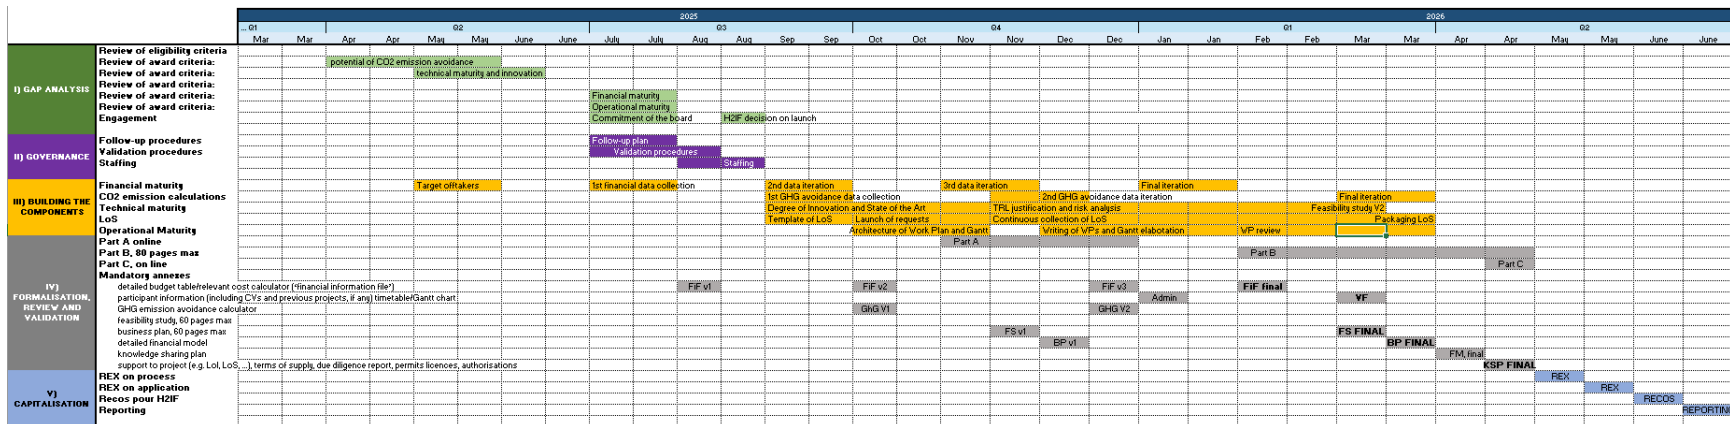 2025 2026
... Q1 Q2 Q3 Q4 Q1 Q2
Mar Mar Apr Apr May May June June July July Aug Aug Sep Sep Oct Oct Nov Nov Dec Dec Jan Jan Feb Feb Mar Mar Apr Apr May May June June
I) GAP ANALYSIS
Review of eligibility criteria
Review of award criteria: potential of CO2 emission avoidance
Review of award criteria: technical maturity and innovation
Review of award criteria:
Review of award criteria: Financial maturity
Review of award criteria: Operational maturity
Engagement Commitment of the board H2IF decision on launch
II) GOVERNANCE
Follow-up procedures Follow-up plan
Validation procedures Validation procedures
Staffing Staffing
III) BUILDING THE COMPONENTS
Financial maturity Target offtakers 1st financial data collection 2nd data iteration 3rd data iteration Final iteration
CO2 emission calculations 1st GHG avoidance data collection 2nd GHG avoidance data iteration Final iteration
Technical maturity Degree of Innovation and State of the Art TRL justification and risk analysis Feasibility study V2
LoS Template of LoS Launch of requests Continuous collection of LoS Packaging LoS
Operational Maturity Architecture of Work Plan and Gantt Writing of WPs and Gantt elabotation WP review
IV) FORMALISATION, REVIEW AND VALIDATION
Part A online Part A
Part B, 80 pages max Part B
Part C, on line Part C
Mandatory annexes
detailed budget table/relevant cost calculator ("financial information file") FiF v1 FiF v2 FiF v3 FiF final
participant information (including CVs and previous projects, if any) timetable/Gantt chart Admin VF
GHG emission avoidance calculator GhG V1 GHG V2
feasibility study, 60 pages max
business plan, 60 pages max FS v1 FS FINAL
detailed financial model BP v1 BP FINAL
knowledge sharing plan FM, final
support to project (e.g. LoI, LoS, ...), terms of supply, due diligence report, permits licences, authorisations KSP FINAL
V) CAPITALISATION
REX on process REX
REX on application REX
Recos pour H2IF RECOS
Reporting REPORTING